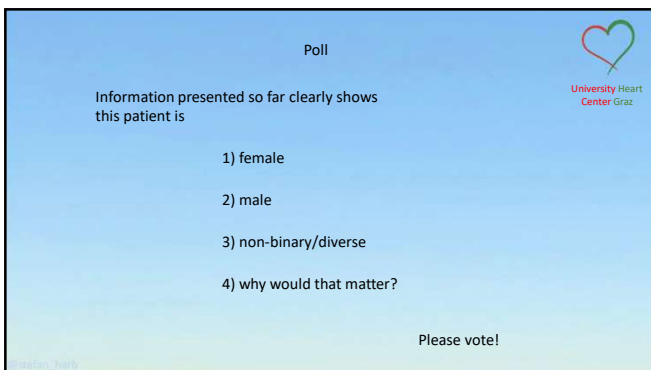 Poll
University Heart
Center Graz
Information presented so far clearly shows
this patient is
1) female
2) male
3) non-binary/diverse
4) why would that matter?
Please vote!
@stefan_harb